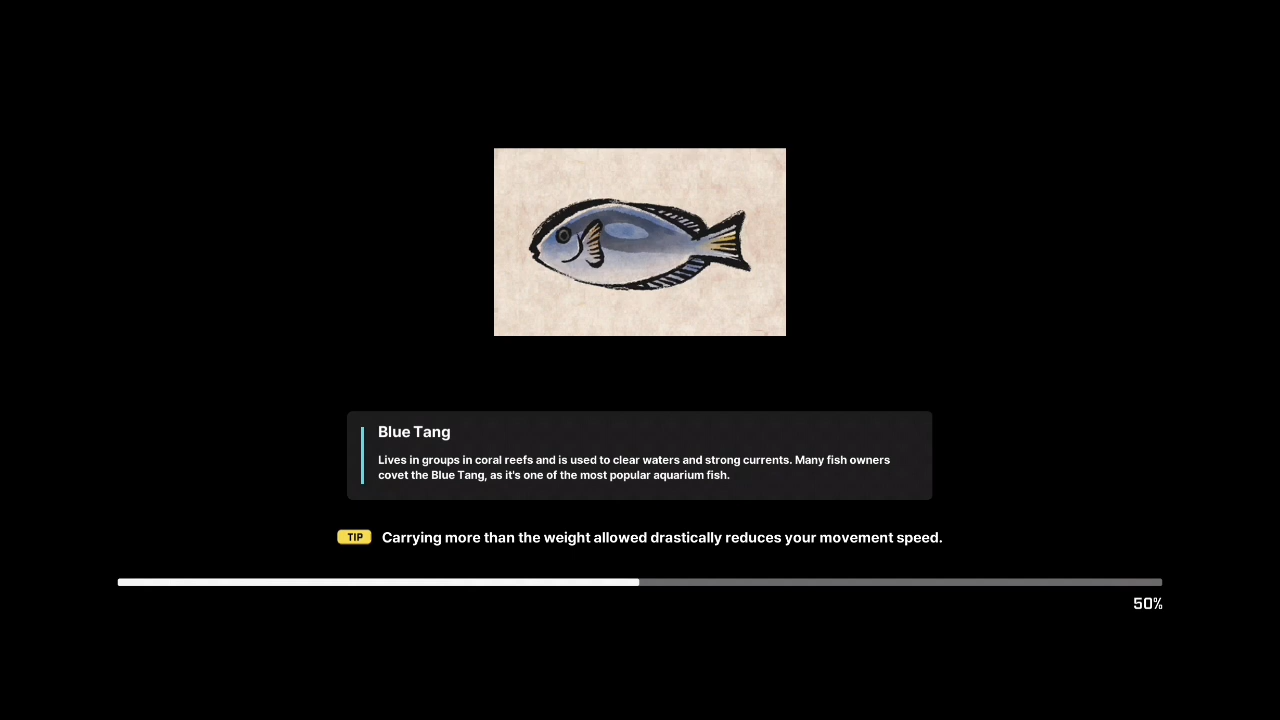 Blue Tang
Lives in groups in coral reefs and is used to clear waters and strong currents. Many fish owners
covet the Blue Tang, as it's one of the most popular aquarium fish.
TIP Carrying more than the weight allowed drastically reduces your movement speed.
50%